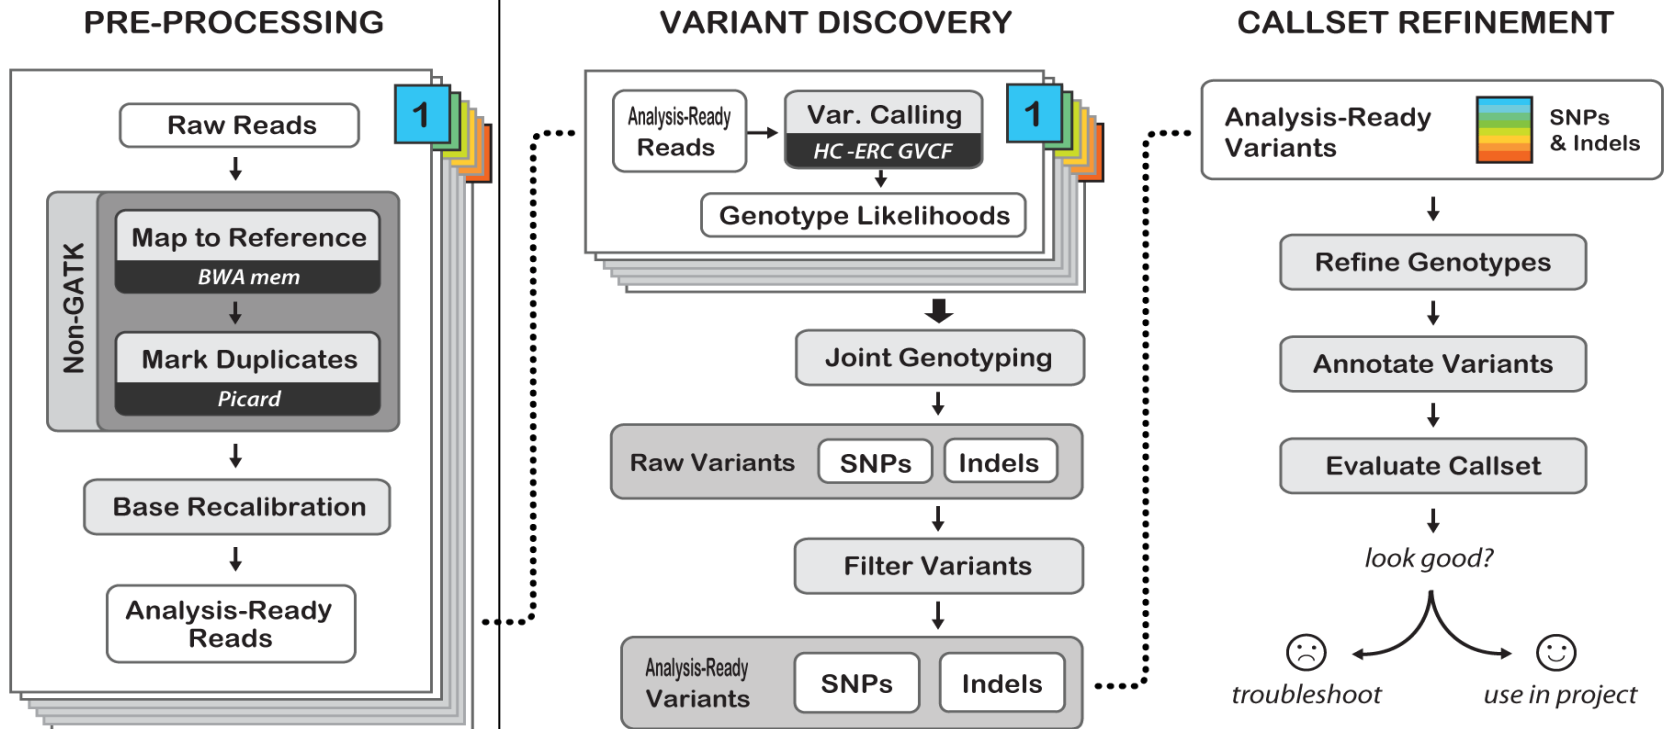 PRE-PROCESSING
1
Raw Reads
Non-GATK
Map to Reference
BWA mem
Mark Duplicates
Picard
Base Recalibration
Analysis-Ready
Reads
VARIANT DISCOVERY
1
Analysis-Ready
Reads
Var. Calling
HC -ERC GVCF
Genotype Likelihoods
Joint Genotyping
Raw Variants SNPs Indels
Filter Variants
Analysis-Ready
Variants
SNPs Indels
CALLSET REFINEMENT
Analysis-Ready
Variants
SNPs
& Indels
Refine Genotypes
Annotate Variants
Evaluate Callset
look good?
troubleshoot
use in project